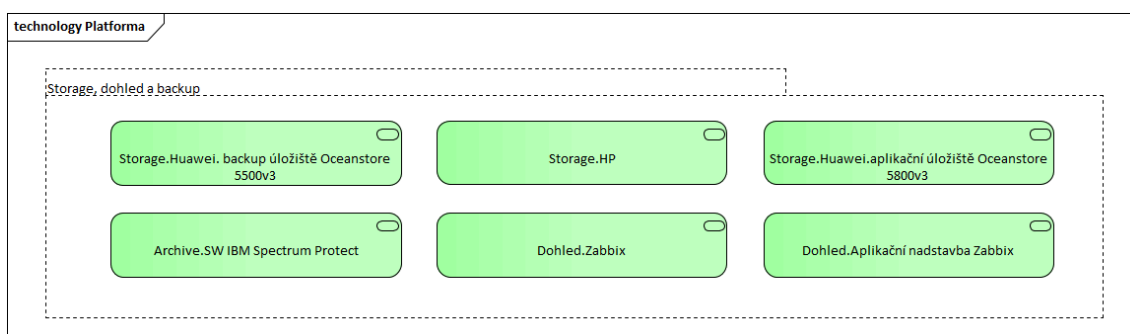 technology Platforma
Storage, dohled a backup
Storage.Huawei. backup úložiště Oceanstore
5500v3
Storage.HP
Storage.Huawei.aplikační úložiště Oceanstore
5800v3
Archive.SW IBM Spectrum Protect
Dohled.Zabbix
Dohled.Aplikační nadstavba Zabbix